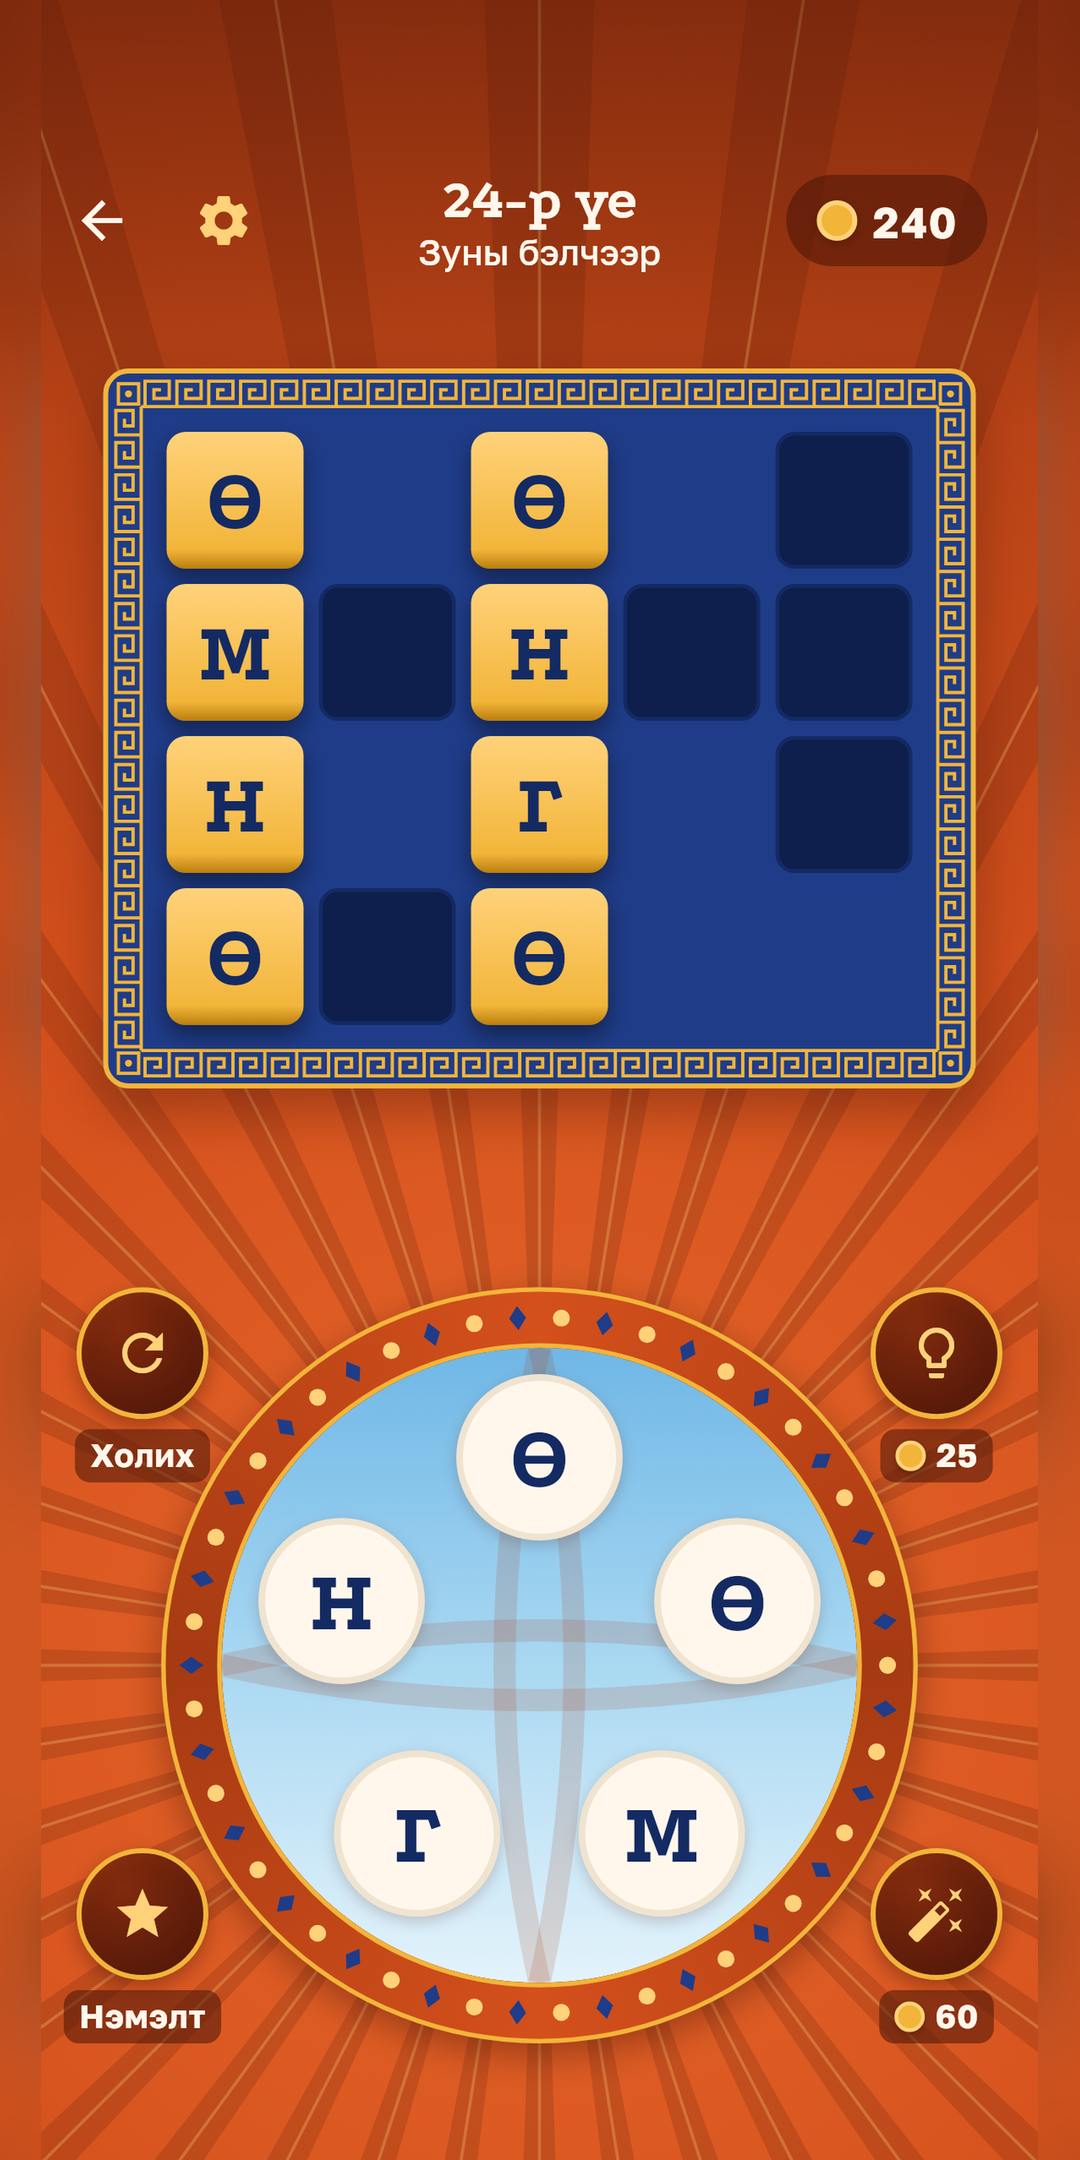 24-р үе
Зуны бэлчээр
240
Ө Ө
М Н
Н Г
Ө Ө
Ө
Н Ө
Г М
Холих
25
Нэмэлт
60